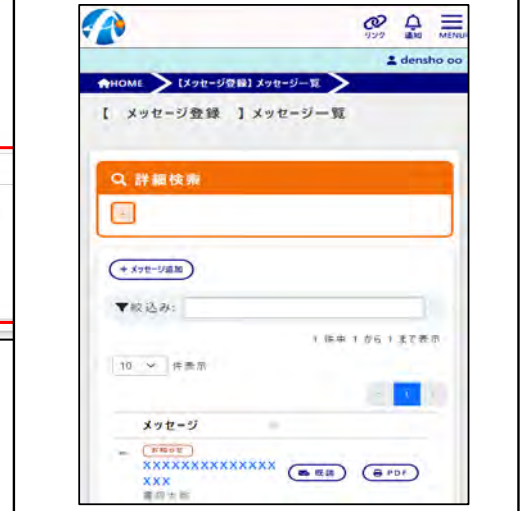 リンク 通知 MENU
densho oo
HOME 【メッセージ登録】メッセージ一覧
【 メッセージ登録 】メッセージ一覧
詳細検索
+ メッセージ追加
▼絞込み:
1 件中 1 から 1 まで表示
10 件表示
1
メッセージ
お知らせ
XXXXXXXXXXXXXX
XXX
既読 PDF